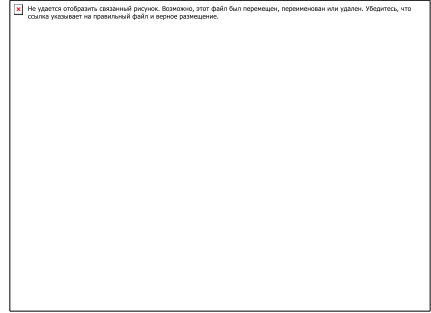 Не удается отобразить связанный рисунок. Возможно, этот файл был перемещен, переименован или удален. Убедитесь, что
ссылка указывает на правильный файл и верное размещение.